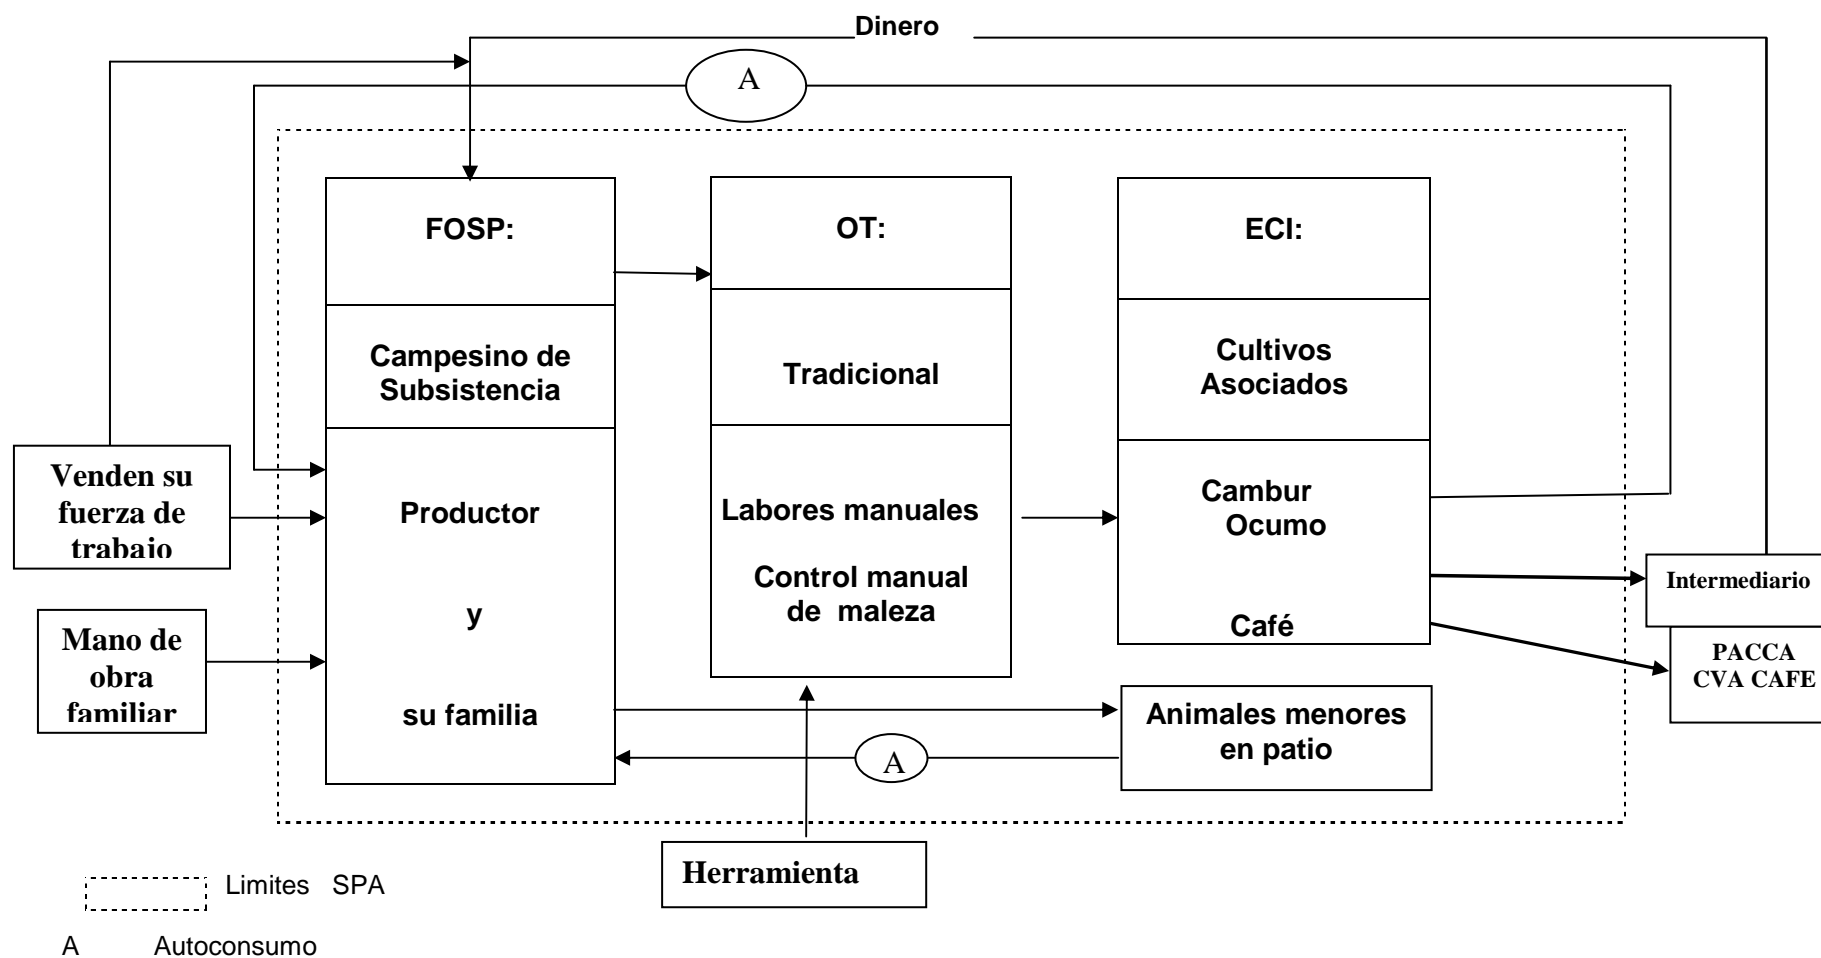 Dinero
A
FOSP:
Campesino de
Subsistencia
Productor
y
su familia
OT:
Tradicional
Labores manuales
Control manual
de maleza
ECI:
Cultivos
Asociados
Cambur
Ocumo
Café
Venden su
fuerza de
trabajo
Mano de
obra
familiar
Intermediario
PACCA
CVA CAFE
Animales menores
en patio
A
Herramienta
Limites SPA
A Autoconsumo